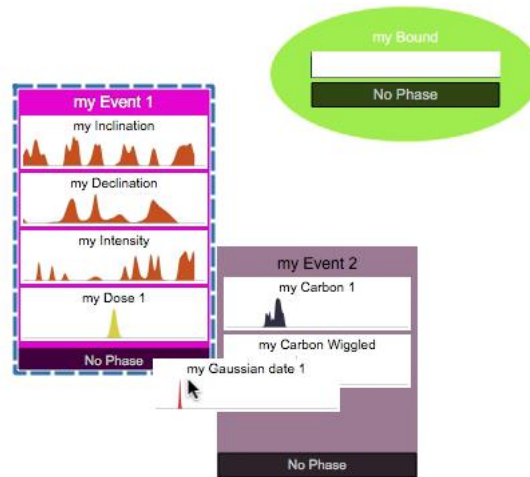 my Bound
No Phase
my Event 1
my Inclination
my Declination
my Intensity
my Dose 1
No Phase
my Event 2
my Carbon 1
my Carbon Wiggled
my Gaussian date 1
No Phase